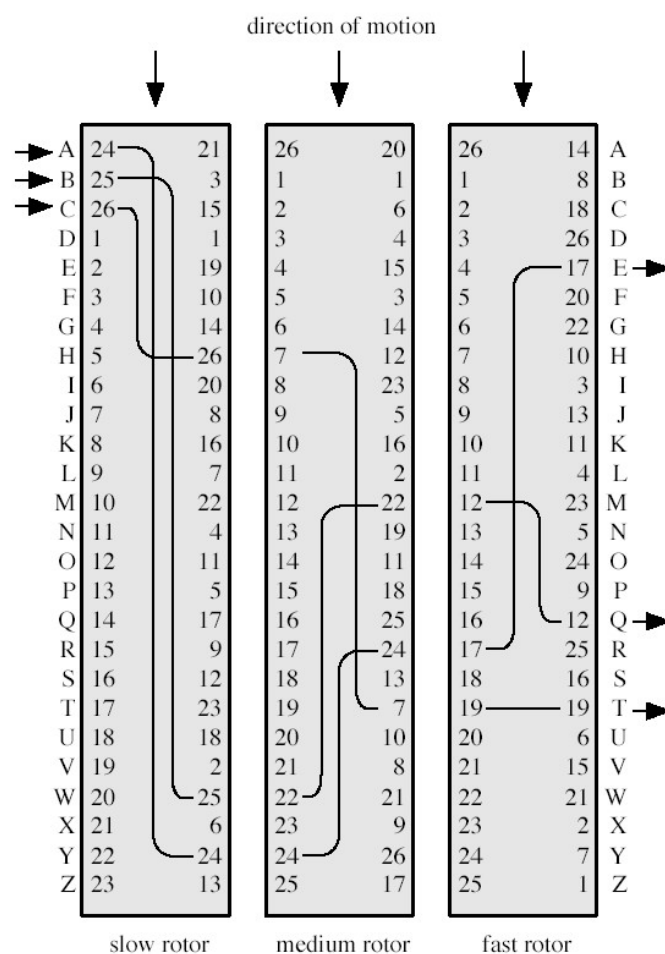 direction of motion
A 24 21 26 20 26 14 A
B 25 3 1 1 1 8 B
C 26 15 2 6 2 18 C
D 1 1 3 4 3 26 D
E 2 19 4 15 4 17 E
F 3 10 5 3 5 20 F
G 4 14 6 14 6 22 G
H 5 26 7 12 7 10 H
I 6 20 8 23 8 3 I
J 7 8 9 5 9 13 J
K 8 16 10 16 10 11 K
L 9 7 11 2 11 4 L
M 10 22 12 22 12 23 M
N 11 4 13 19 13 5 N
O 12 11 14 11 14 24 O
P 13 5 15 18 15 9 P
Q 14 17 16 25 16 12 Q
R 15 9 17 24 17 25 R
S 16 12 18 13 18 16 S
T 17 23 19 7 19 19 T
U 18 18 20 10 20 6 U
V 19 2 21 8 21 15 V
W 20 25 22 21 22 21 W
X 21 6 23 9 23 2 X
Y 22 24 24 26 24 7 Y
Z 23 13 25 17 25 1 Z
slow rotor medium rotor fast rotor